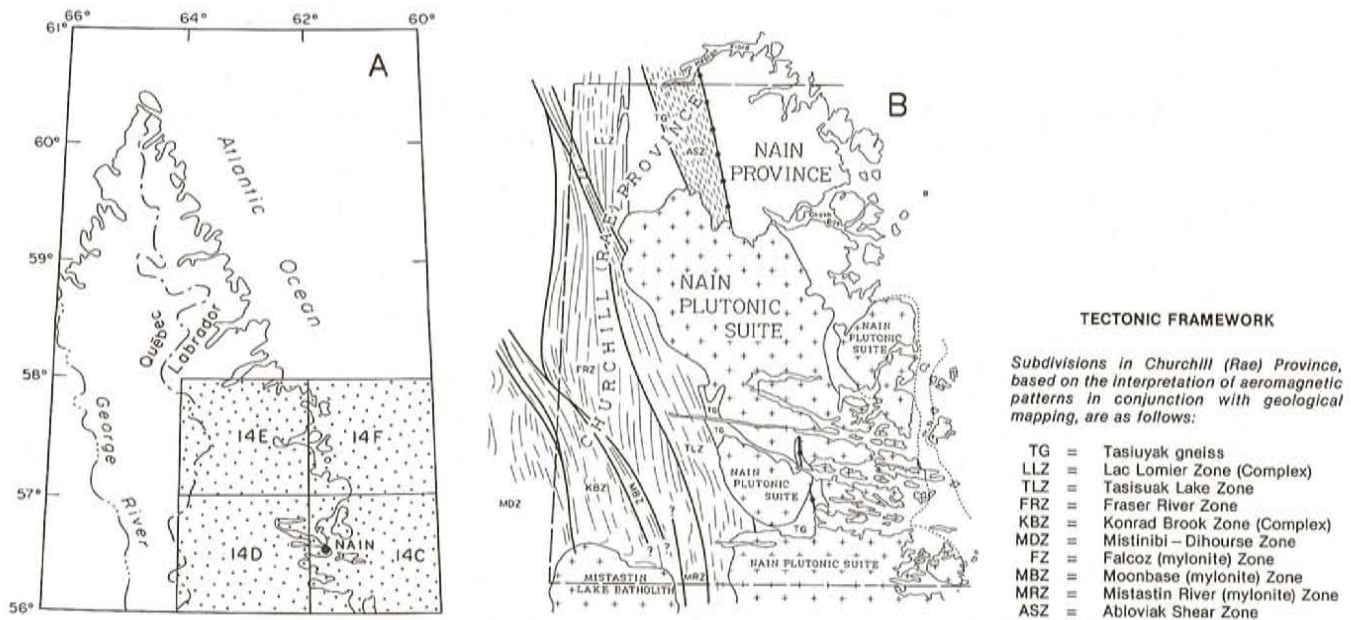 66° 64° 62° 60°
61°
60°
59°
58°
57°
56°
A
Atlantic
Ocean
Québec
Labrador
George
River
14E
14F
14D
14C
NAIN
B
Fiord
TG
LLZ
ASZ
NAIN
PROVINCE
CHURCHILL (RAE) PROVINCE
NAIN
PLUTONIC
SUITE
NAIN
PLUTONIC
SUITE
FRZ
TG
TG
TLZ
MDZ
KBZ
MBZ
NAIN
PLUTONIC
SUITE
?
TG
? ?
MISTASTIN
LAKE BATHOLITH
MRZ
NAIN PLUTONIC SUITE
TECTONIC FRAMEWORK
Subdivisions in Churchill (Rae) Province,
based on the interpretation of aeromagnetic
patterns in conjunction with geological
mapping, are as follows:
TG = Tasiuyak gneiss
LLZ = Lac Lomier Zone (Complex)
TLZ = Tasisuak Lake Zone
FRZ = Fraser River Zone
KBZ = Konrad Brook Zone (Complex)
MDZ = Mistinibi – Dihourse Zone
FZ = Falcoz (mylonite) Zone
MBZ = Moonbase (mylonite) Zone
MRZ = Mistastin River (mylonite) Zone
ASZ = Abloviak Shear Zone